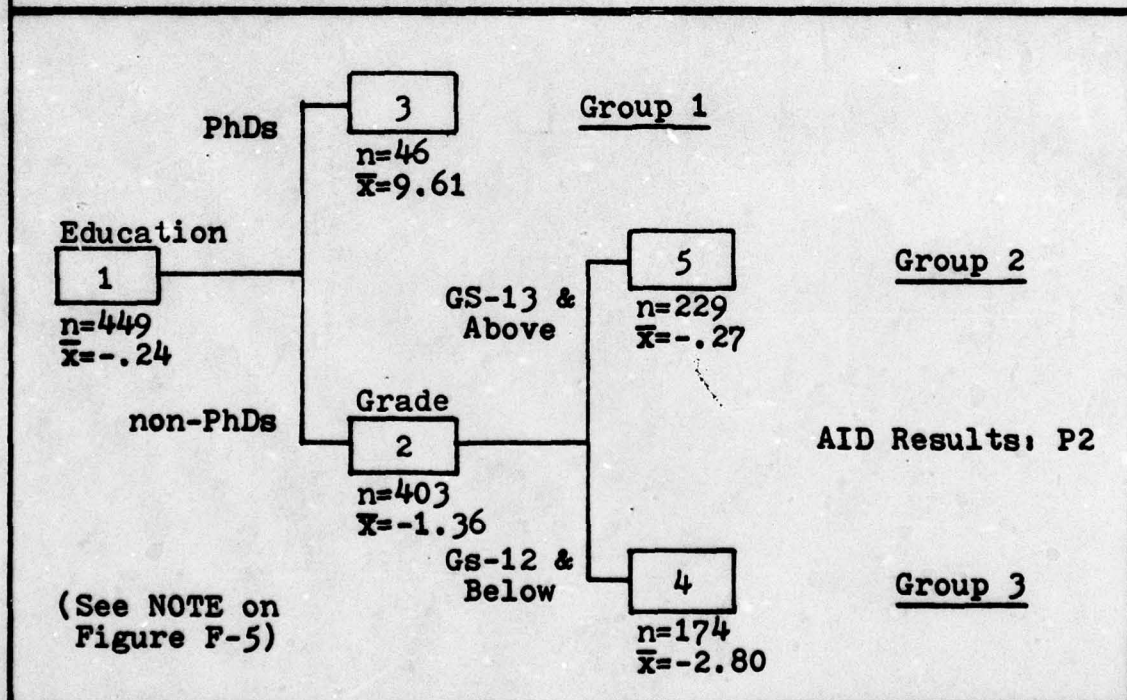 PhDs
3
n=46
x̄=9.61
Group 1
Education
1
n=449
x̄=-.24
GS-13 &
Above
5
n=229
x̄=-.27
Group 2
non-PhDs
Grade
2
n=403
x̄=-1.36
AID Results: P2
Gs-12 &
Below
4
n=174
x̄=-2.80
Group 3
(See NOTE on
Figure F-5)